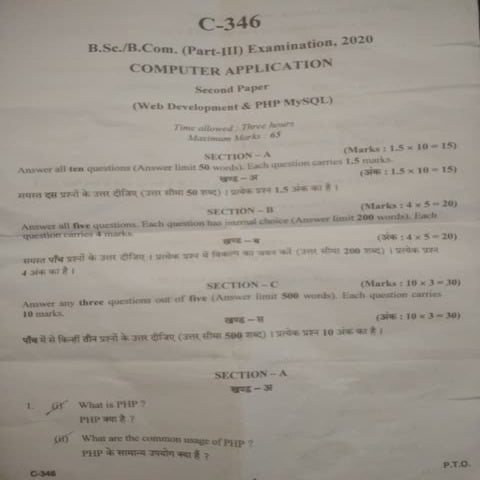 C-346
B.Sc./B.Com. (Part-III) Examination, 2020
COMPUTER APPLICATION
Second Paper
(Web Development & PHP MySQL)
Time allowed : Three hours
Maximum Marks : 65
SECTION – A (Marks : 1.5 × 10 = 15)
Answer all ten questions (Answer limit 50 words). Each question carries 1.5 marks.
खण्ड – अ (अंक : 1.5 × 10 = 15)
समस्त दस प्रश्नों के उत्तर दीजिए (उत्तर सीमा 50 शब्द) । प्रत्येक प्रश्न 1.5 अंक का है ।
SECTION – B (Marks : 4 × 5 = 20)
Answer all five questions. Each question has internal choice (Answer limit 200 words). Each
question carries 4 marks.
खण्ड – ब (अंक : 4 × 5 = 20)
समस्त पाँच प्रश्नों के उत्तर दीजिए । प्रत्येक प्रश्न में विकल्प का चयन करें (उत्तर सीमा 200 शब्द) । प्रत्येक प्रश्न
4 अंक का है ।
SECTION – C (Marks : 10 × 3 = 30)
Answer any three questions out of five (Answer limit 500 words). Each question carries
10 marks.
खण्ड – स (अंक : 10 × 3 = 30)
पाँच में से किन्हीं तीन प्रश्नों के उत्तर दीजिए (उत्तर सीमा 500 शब्द) । प्रत्येक प्रश्न 10 अंक का है ।
SECTION – A
खण्ड – अ
1. (i) What is PHP ?
PHP क्या है ?
(ii) What are the common usage of PHP ?
PHP के सामान्य उपयोग क्या हैं ?
C-346 P.T.O.